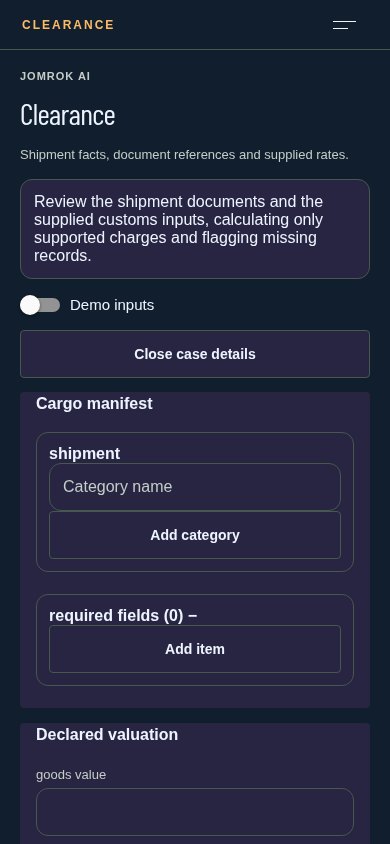 CLEARANCE
JOMROK AI
Clearance
Shipment facts, document references and supplied rates.
Review the shipment documents and the
supplied customs inputs, calculating only
supported charges and flagging missing
records.
Demo inputs
Close case details
Cargo manifest
shipment
Category name
Add category
required fields (0) –
Add item
Declared valuation
goods value